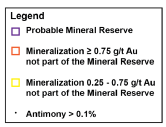 Legend
Probable Mineral Reserve
Mineralization ≥ 0.75 g/t Au
not part of the Mineral Reserve
Mineralization 0.25 - 0.75 g/t Au
not part of the Mineral Reserve
Antimony > 0.1%